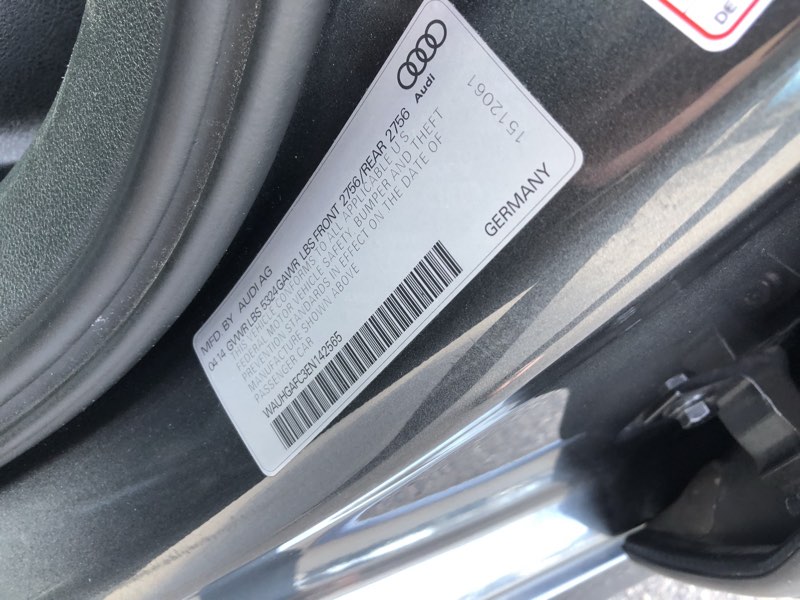 Audi
MFD. BY AUDI AG
04 14 GVWR LBS 5324 GAWR LBS FRONT 2756/REAR 2756
THIS VEHICLE CONFORMS TO ALL APPLICABLE U.S.
FEDERAL MOTOR VEHICLE SAFETY, BUMPER AND THEFT
PREVENTION STANDARDS IN EFFECT ON THE DATE OF
MANUFACTURE SHOWN ABOVE
PASSENGER CAR
WAUHGAFC3EN142565
GERMANY
1512061
DE